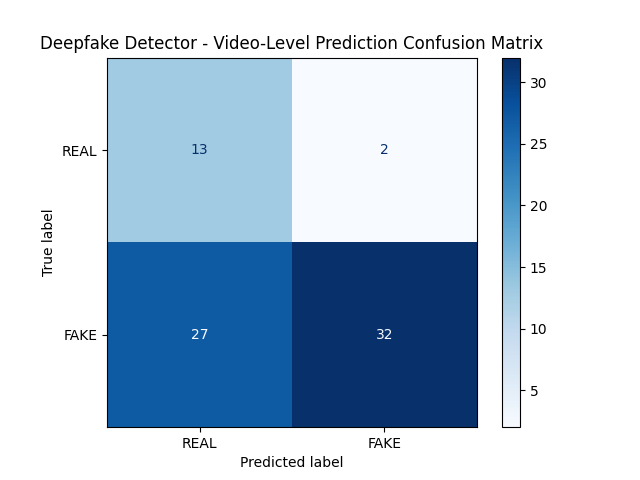 Deepfake Detector - Video-Level Prediction Confusion Matrix
True label
REAL
13
2
FAKE
27
32
REAL
FAKE
Predicted label
30
25
20
15
10
5